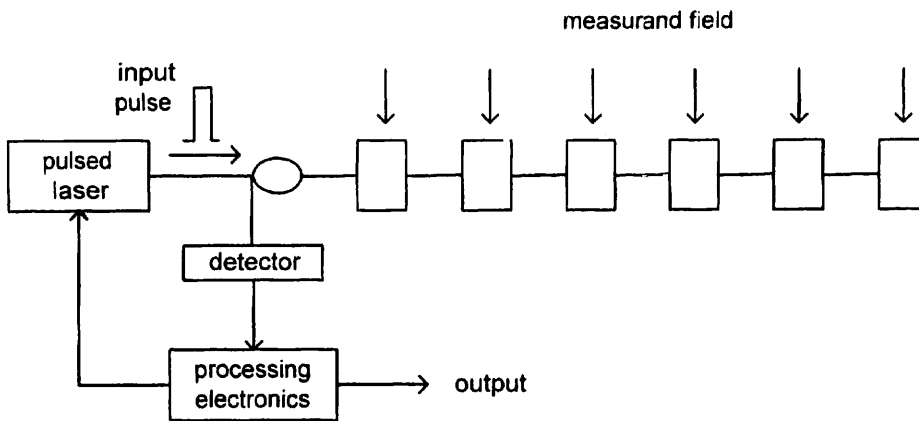 measurand field
input
pulse
pulsed
laser
detector
processing
electronics
output